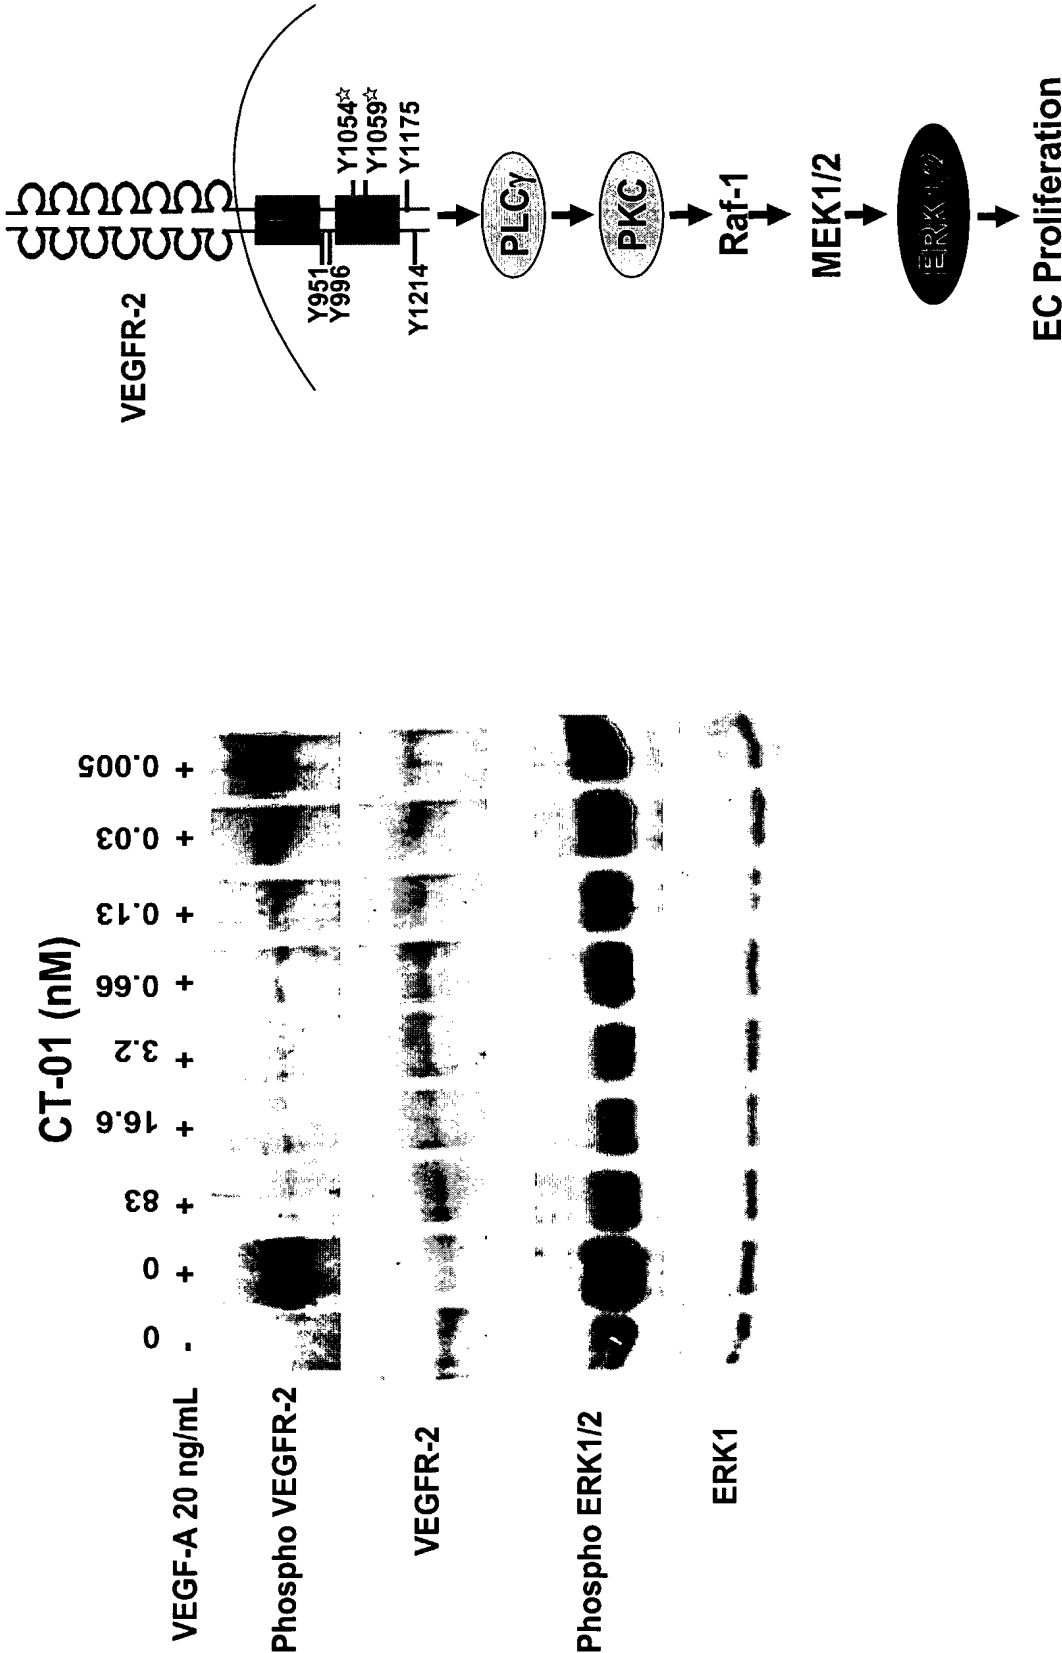 CT-01 (nM)
0 0 83 16.6 3.2 0.66 0.13 0.03 0.005
VEGF-A 20 ng/mL - + + + + + + + +
Phospho VEGFR-2
VEGFR-2
Phospho ERK1/2
ERK1
VEGFR-2
Y951
Y996
Y1054☆
Y1059☆
Y1175
Y1214
PLCγ
PKC
Raf-1
MEK1/2
ERK1/2
EC Proliferation